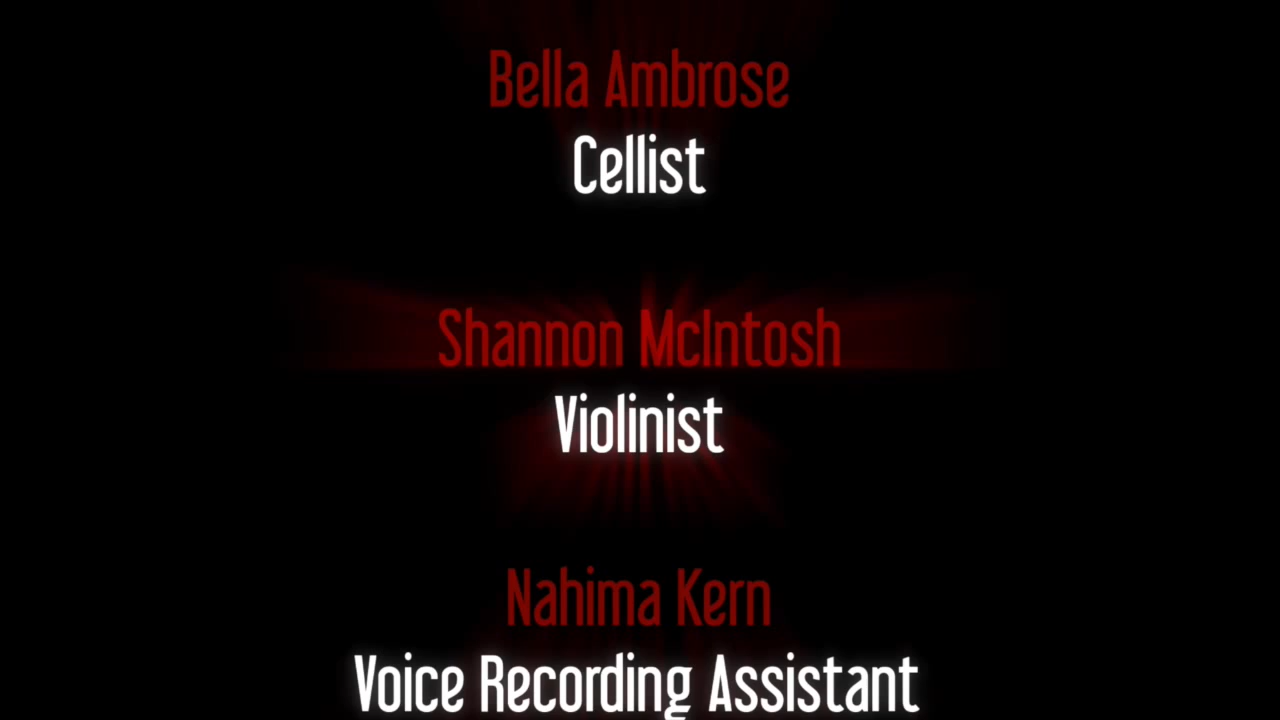 Bella Ambrose
Cellist
Shannon McIntosh
Violinist
Nahima Kern
Voice Recording Assistant